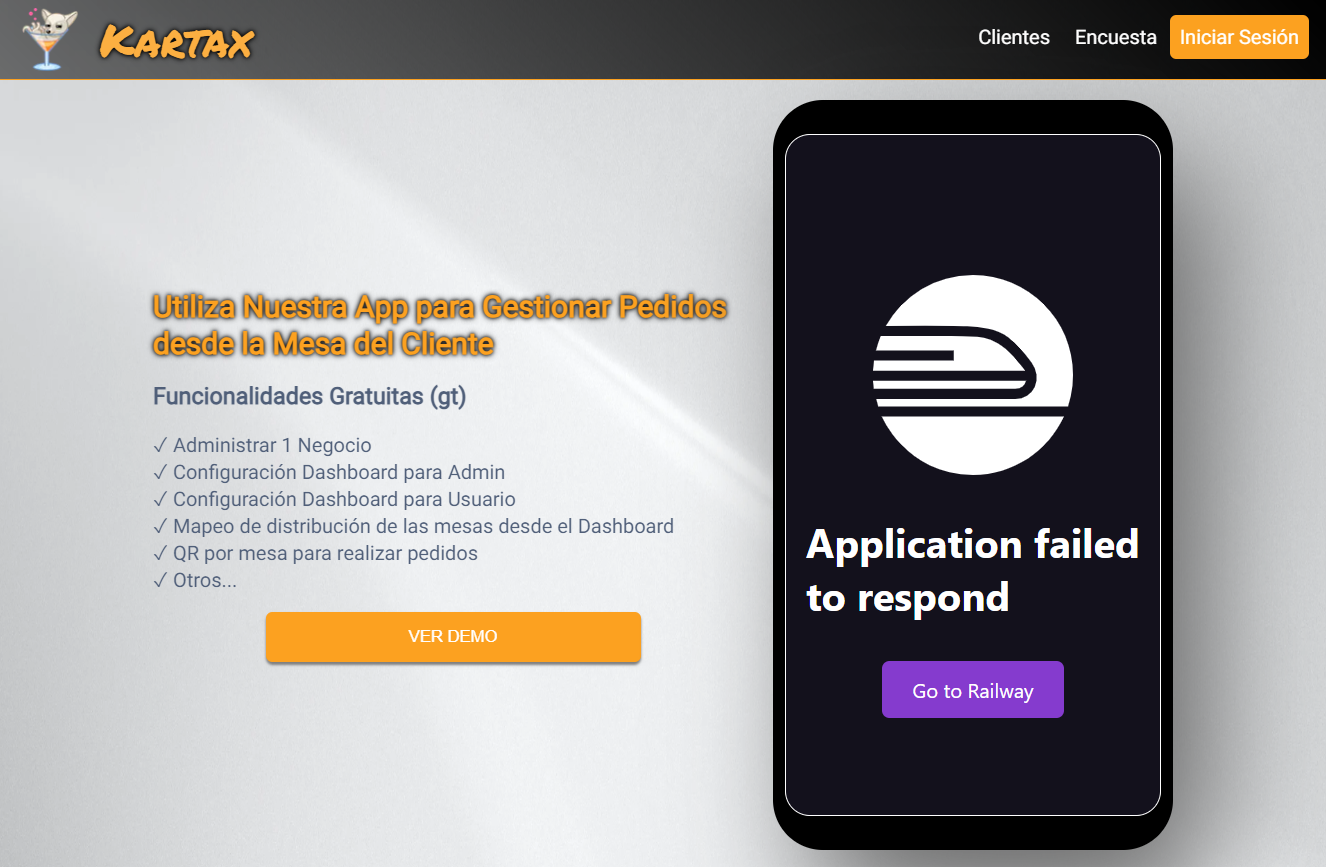 Kartax
Clientes
Encuesta
Iniciar Sesión
Utiliza Nuestra App para Gestionar Pedidos
desde la Mesa del Cliente
Funcionalidades Gratuitas (gt)
✓ Administrar 1 Negocio
✓ Configuración Dashboard para Admin
✓ Configuración Dashboard para Usuario
✓ Mapeo de distribución de las mesas desde el Dashboard
✓ QR por mesa para realizar pedidos
✓ Otros...
VER DEMO
Application failed
to respond
Go to Railway